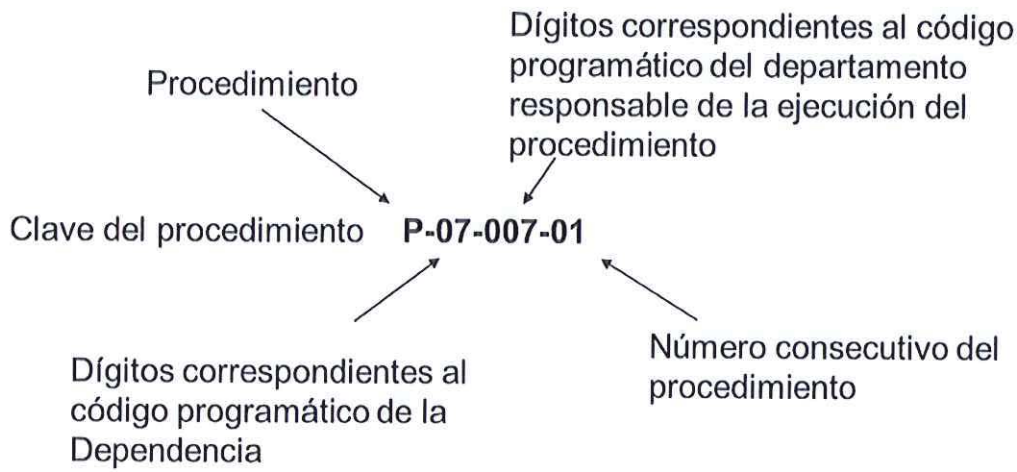 Procedimiento
Dígitos correspondientes al código
programático del departamento
responsable de la ejecución del
procedimiento
Clave del procedimiento P-07-007-01
Dígitos correspondientes al
código programático de la
Dependencia
Número consecutivo del
procedimiento